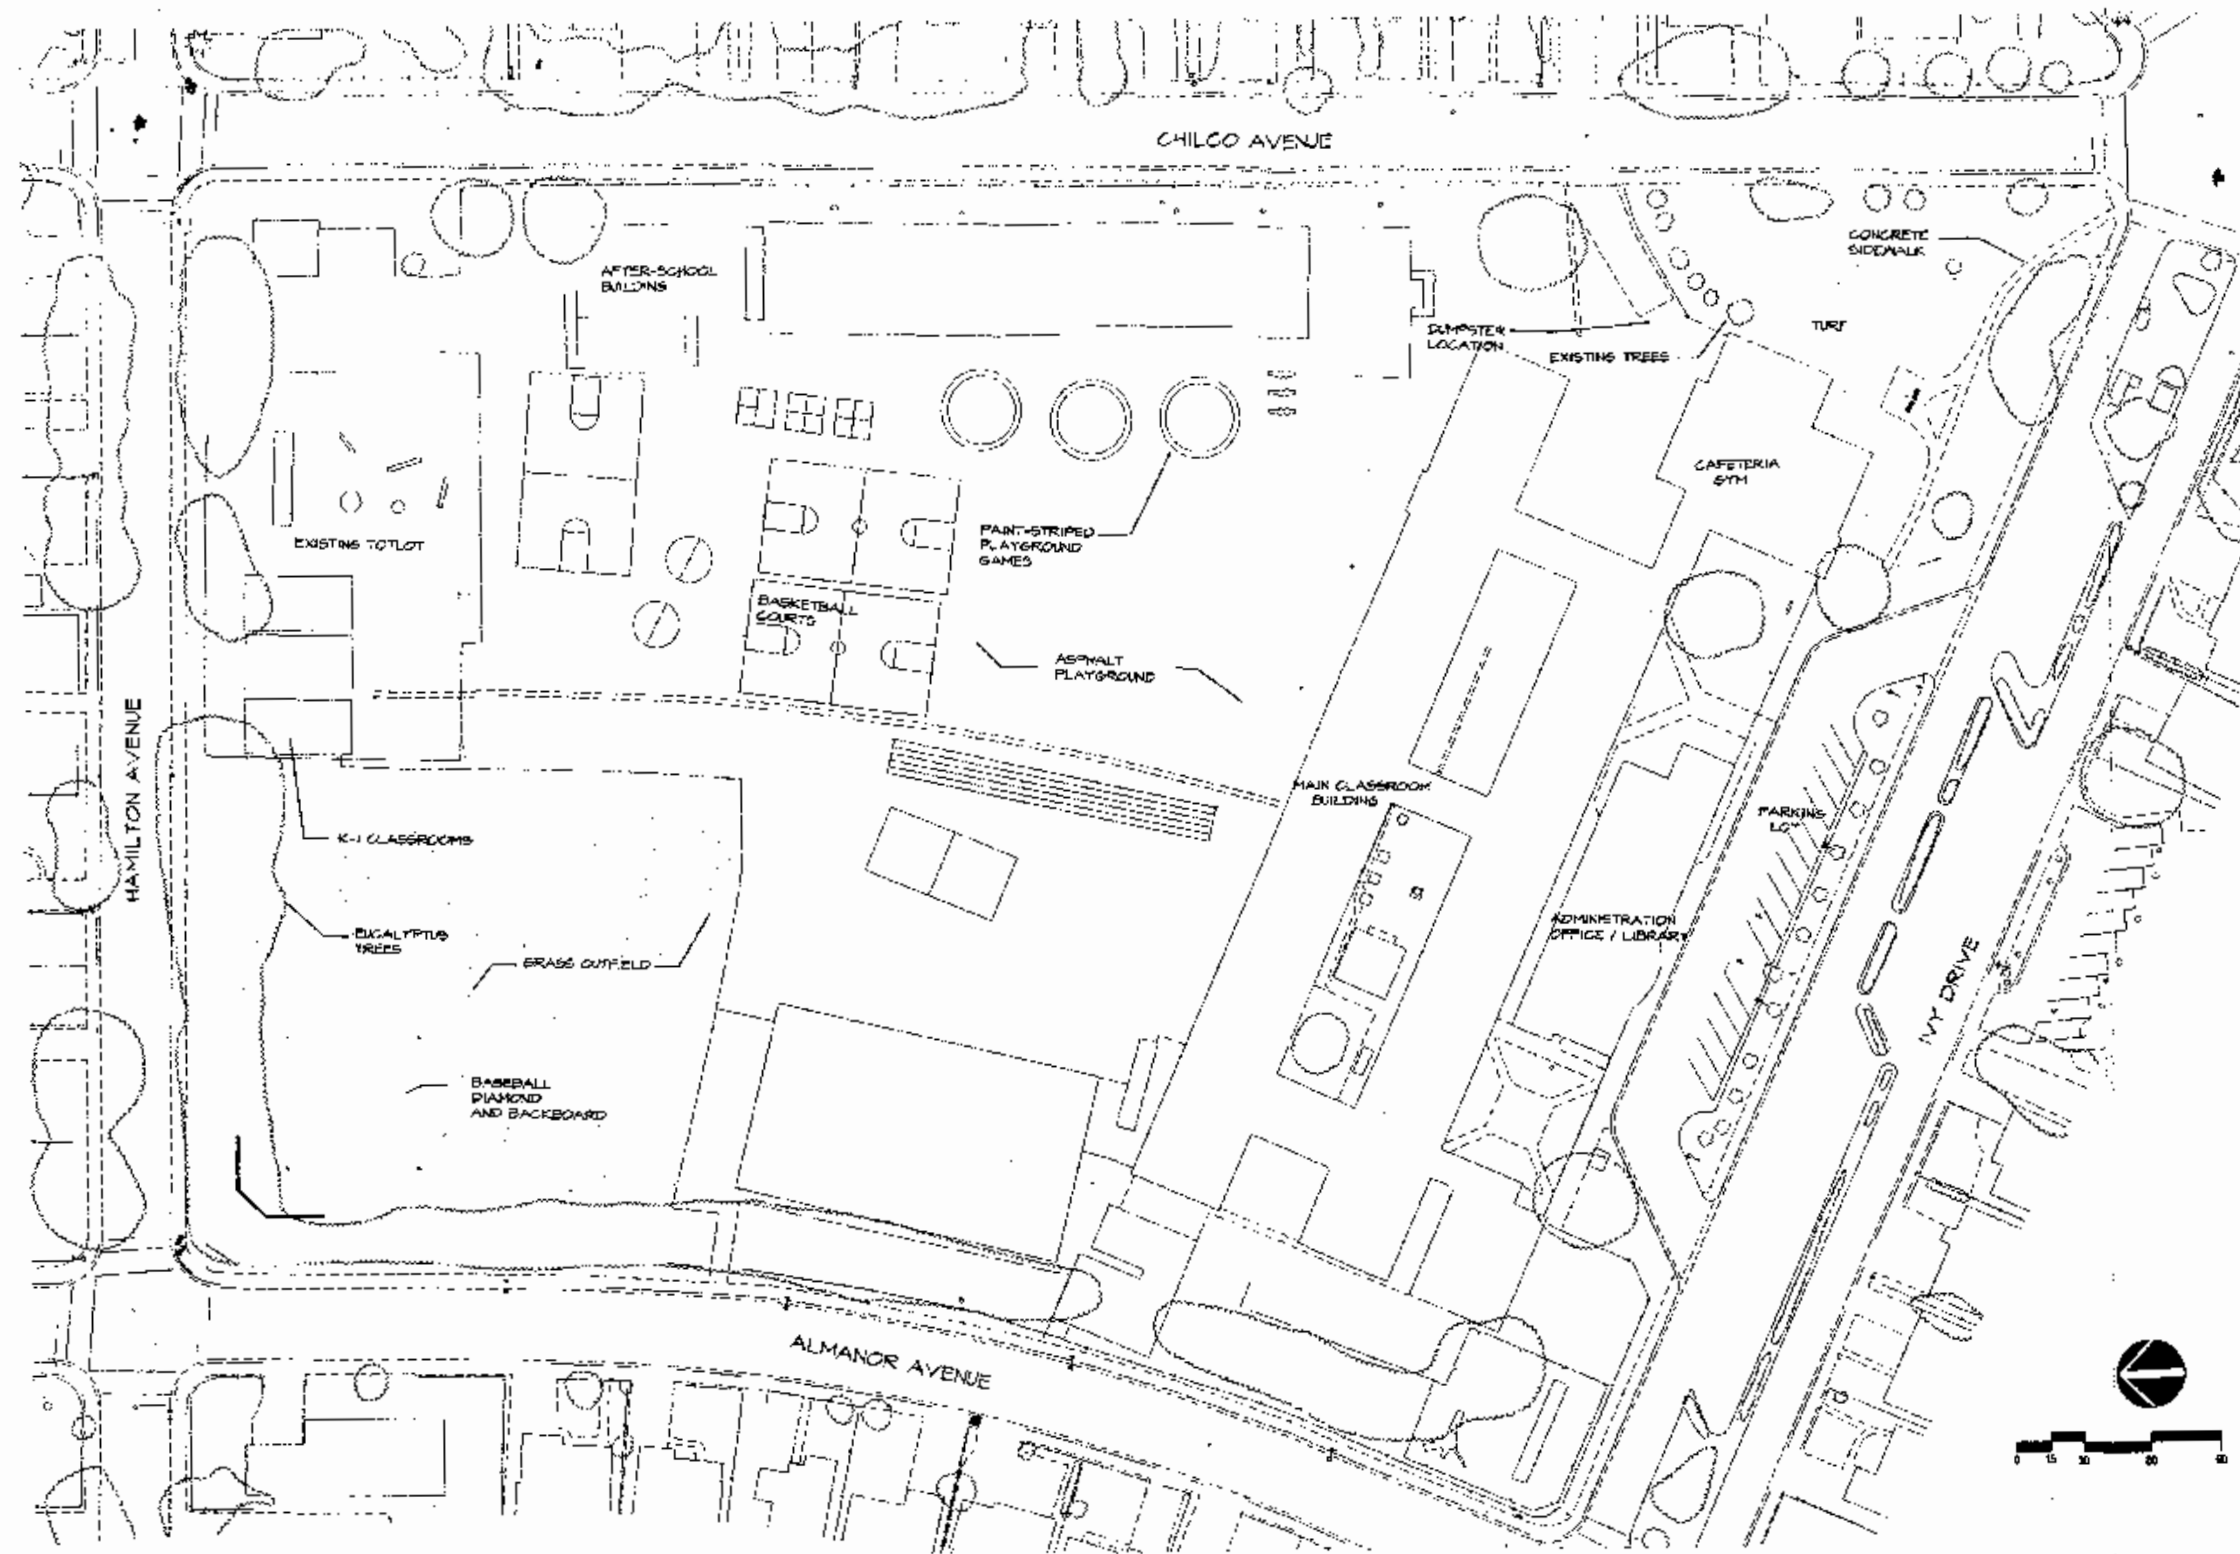 CHILCO AVENUE
CONCRETE
SIDEWALK
AFTER-SCHOOL
BUILDING
DUMPSTER
LOCATION
EXISTING TREES
TURF
CAFETERIA
GYM
EXISTING TOTLOT
PAINT-STRIPED
PLAYGROUND
GAMES
BASKETBALL
COURTS
ASPHALT
PLAYGROUND
HAMILTON AVENUE
MAIN CLASSROOM
BUILDING
PARKING
LOT
K-1 CLASSROOMS
EUCALYPTUS
TREES
GRASS OUTFIELD
ADMINISTRATION
OFFICE / LIBRARY
IVY DRIVE
BASEBALL
DIAMOND
AND BACKBOARD
ALMANOR AVENUE
0 15 30 60 90